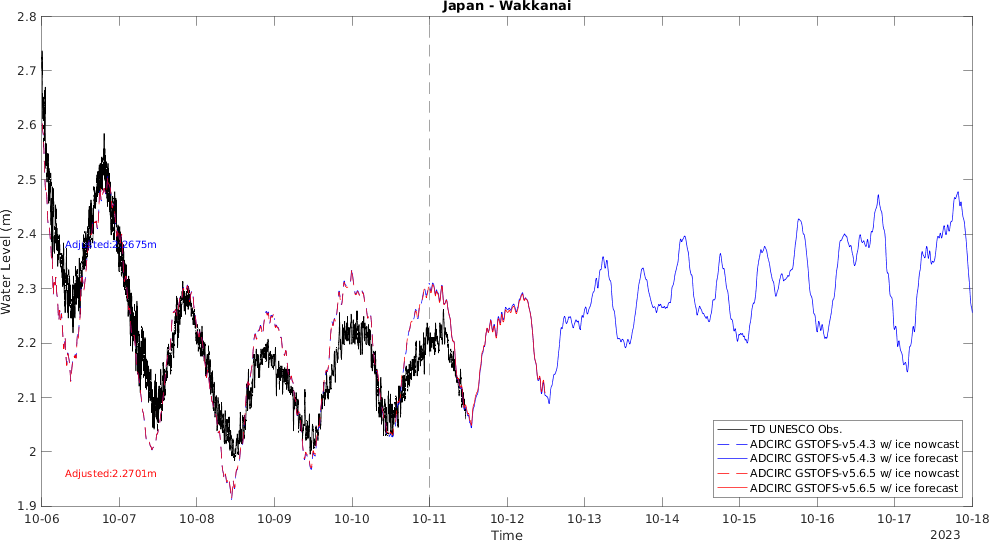 Japan - Wakkanai
2.8
2.7
2.6
2.5
2.4
2.3
2.2
2.1
2
1.9
Water Level (m)
Adjusted:2.2675m
Adjusted:2.2701m
TD UNESCO Obs.
ADCIRC GSTOFS-v5.4.3 w/ ice nowcast
ADCIRC GSTOFS-v5.4.3 w/ ice forecast
ADCIRC GSTOFS-v5.6.5 w/ ice nowcast
ADCIRC GSTOFS-v5.6.5 w/ ice forecast
10-06 10-07 10-08 10-09 10-10 10-11 10-12 10-13 10-14 10-15 10-16 10-17 10-18
Time
2023